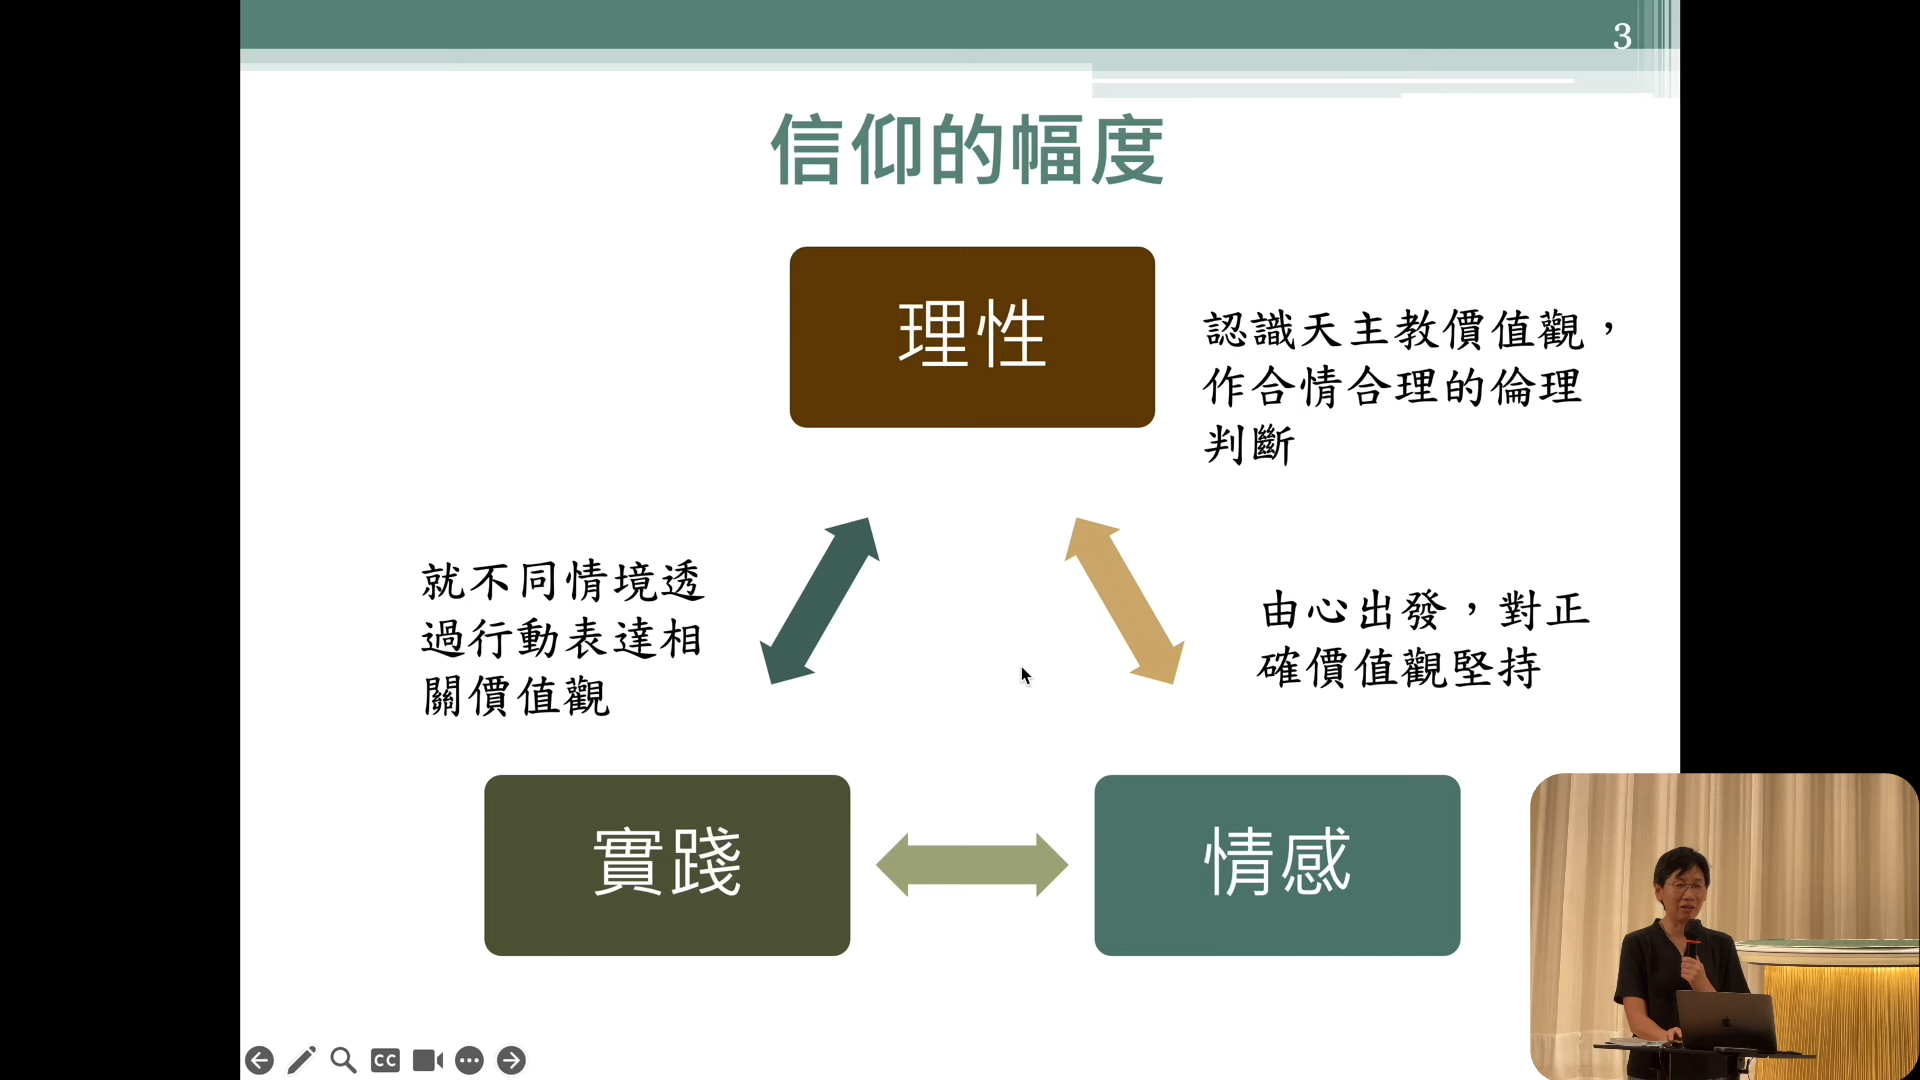 3
信仰的幅度
理性
認識天主教價值觀，
作合情合理的倫理
判斷
就不同情境透
過行動表達相
關價值觀
由心出發，對正
確價值觀堅持
實踐
情感
CC